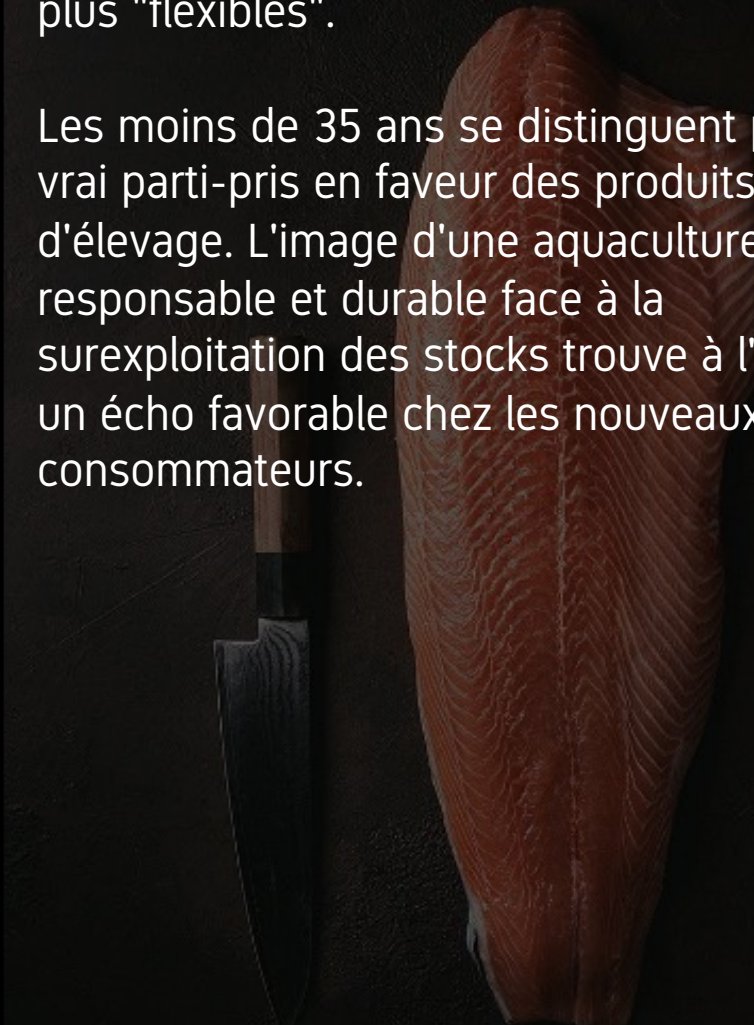 plus "flexibles".
Les moins de 35 ans se distinguent
vrai parti-pris en faveur des produits
d'élevage. L'image d'une aquaculture
responsable et durable face à la
surexploitation des stocks trouve à l'
un écho favorable chez les nouveaux
consommateurs.